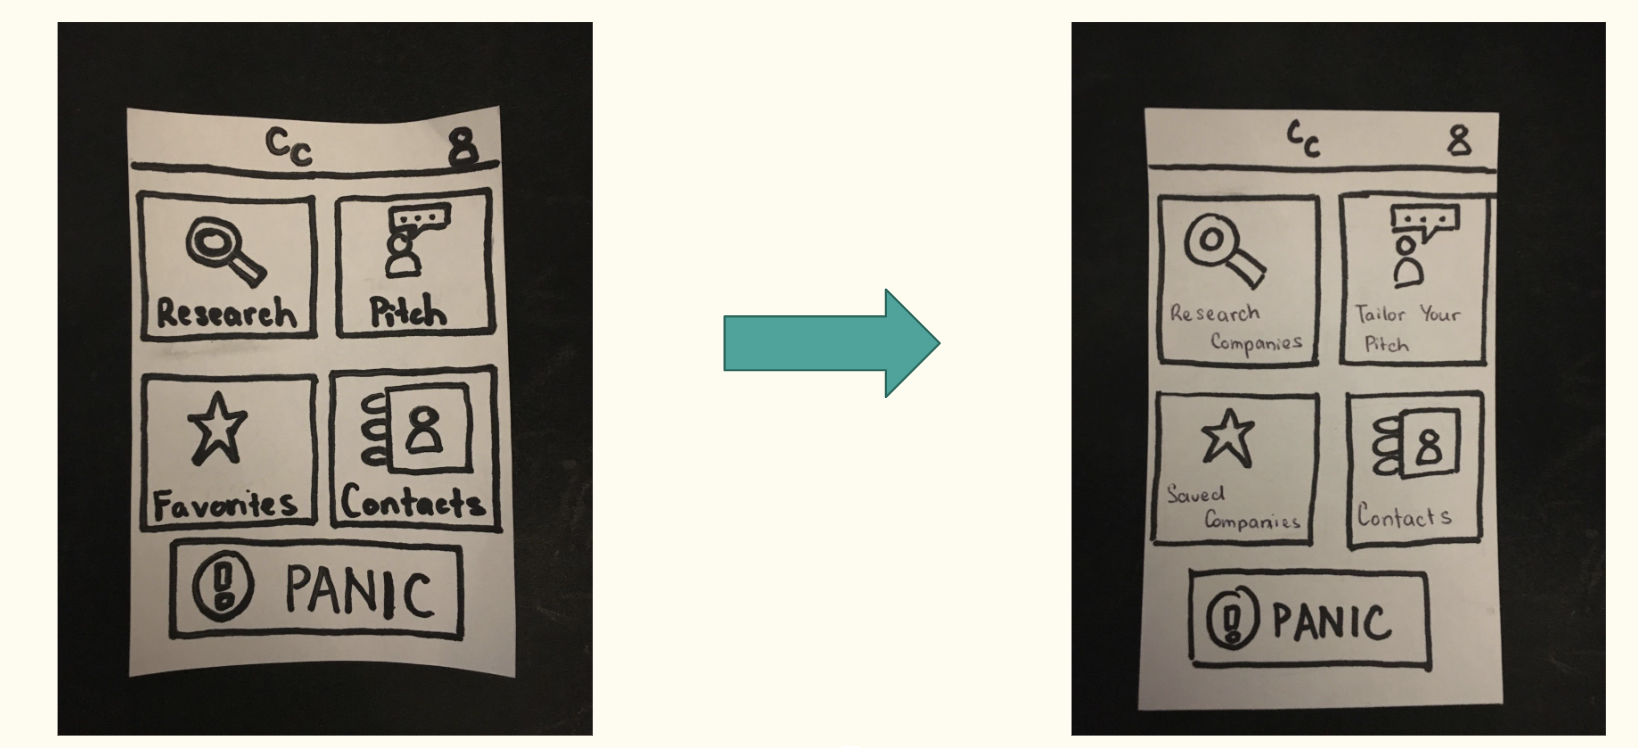 Cc
Research
Pitch
Favorites
Contacts
PANIC
Cc
Research
Companies
Tailor Your
Pitch
Saved
Companies
Contacts
PANIC